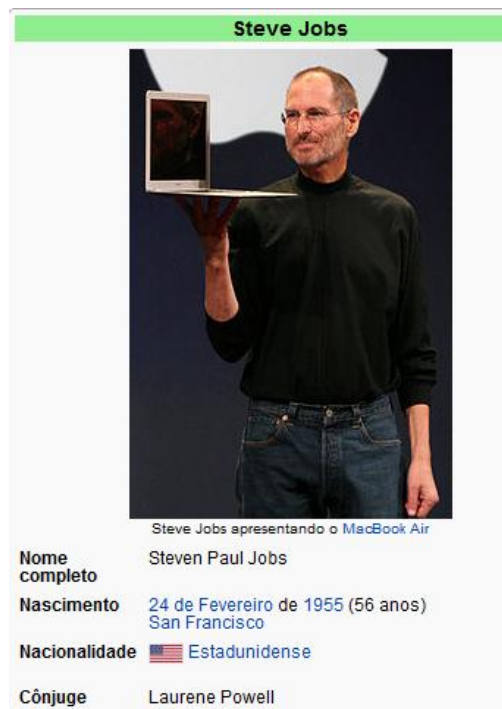 Steve Jobs
Steve Jobs apresentando o MacBook Air
Nome
completo
Steven Paul Jobs
Nascimento
24 de Fevereiro de 1955 (56 anos)
San Francisco
Nacionalidade
Estadunidense
Cônjuge
Laurene Powell